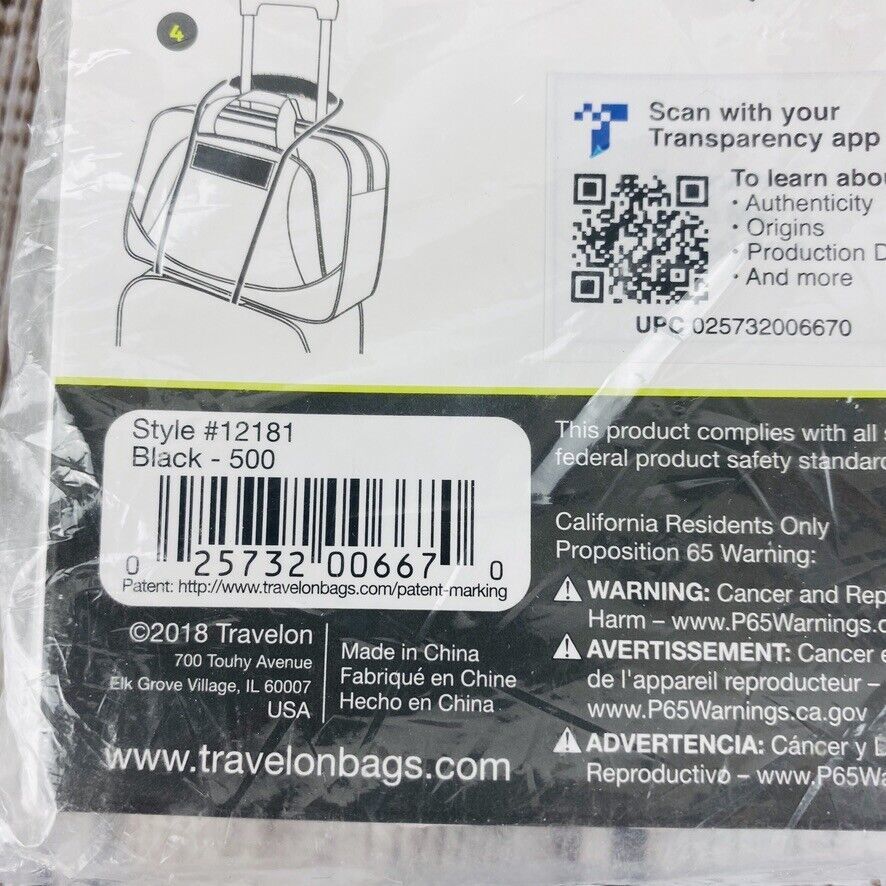 4
Scan with your
Transparency app
To learn abou
• Authenticity
• Origins
• Production D
• And more
UPC 025732006670
Style #12181
Black - 500
0 25732 00667 0
Patent: http://www.travelonbags.com/patent-marking
©2018 Travelon
700 Touhy Avenue
Elk Grove Village, IL 60007
USA
Made in China
Fabriqué en Chine
Hecho en China
www.travelonbags.com
This product complies with all s
federal product safety standard
California Residents Only
Proposition 65 Warning:
WARNING: Cancer and Rep
Harm – www.P65Warnings.c
AVERTISSEMENT: Cancer e
de l'appareil reproducteur –
www.P65Warnings.ca.gov
ADVERTENCIA: Cáncer y D
Reproductivo – www.P65Wa